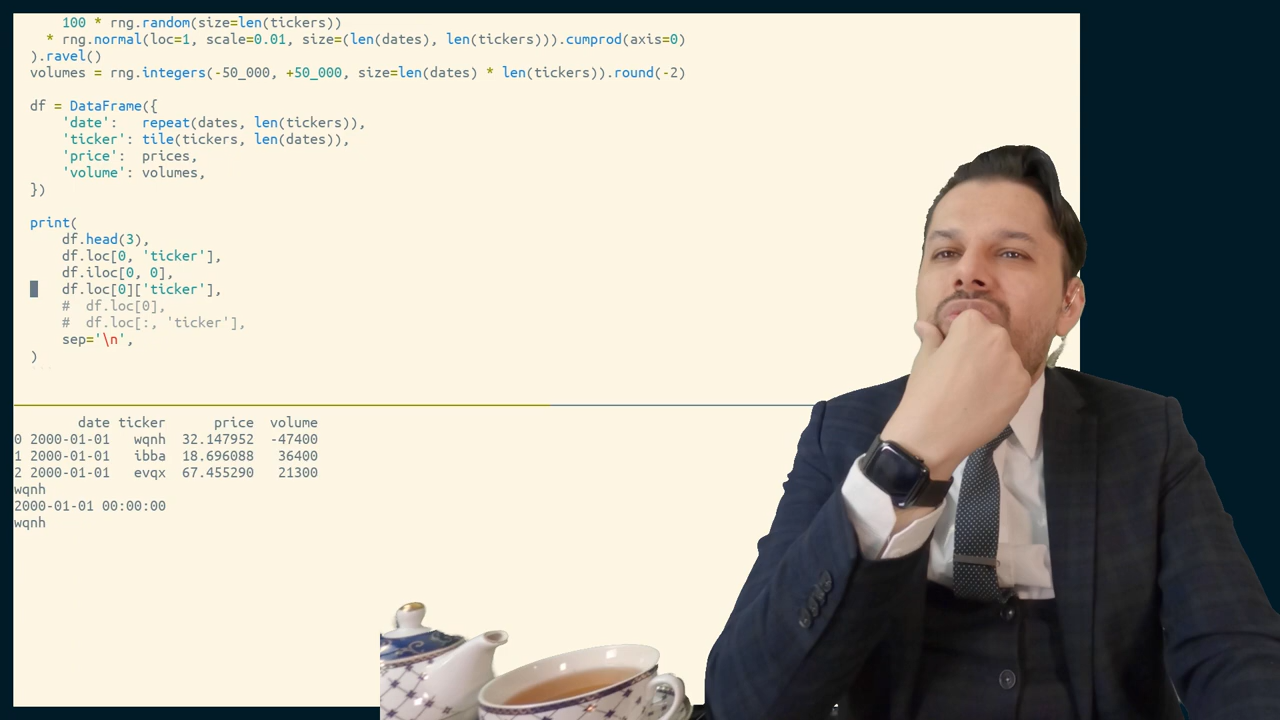 100 * rng.random(size=len(tickers))
* rng.normal(loc=1, scale=0.01, size=(len(dates), len(tickers))).cumprod(axis=0)
).ravel()
volumes = rng.integers(-50_000, +50_000, size=len(dates) * len(tickers)).round(-2)
df = DataFrame({
'date': repeat(dates, len(tickers)),
'ticker': tile(tickers, len(dates)),
'price': prices,
'volume': volumes,
})
print(
df.head(3),
df.loc[0, 'ticker'],
df.iloc[0, 0],
df.loc[0]['ticker'],
# df.loc[0],
# df.loc[:, 'ticker'],
sep='\n',
)
date ticker price volume
0 2000-01-01 wqnh 32.147952 -47400
1 2000-01-01 ibba 18.696088 36400
2 2000-01-01 evqx 67.455290 21300
wqnh
2000-01-01 00:00:00
wqnh